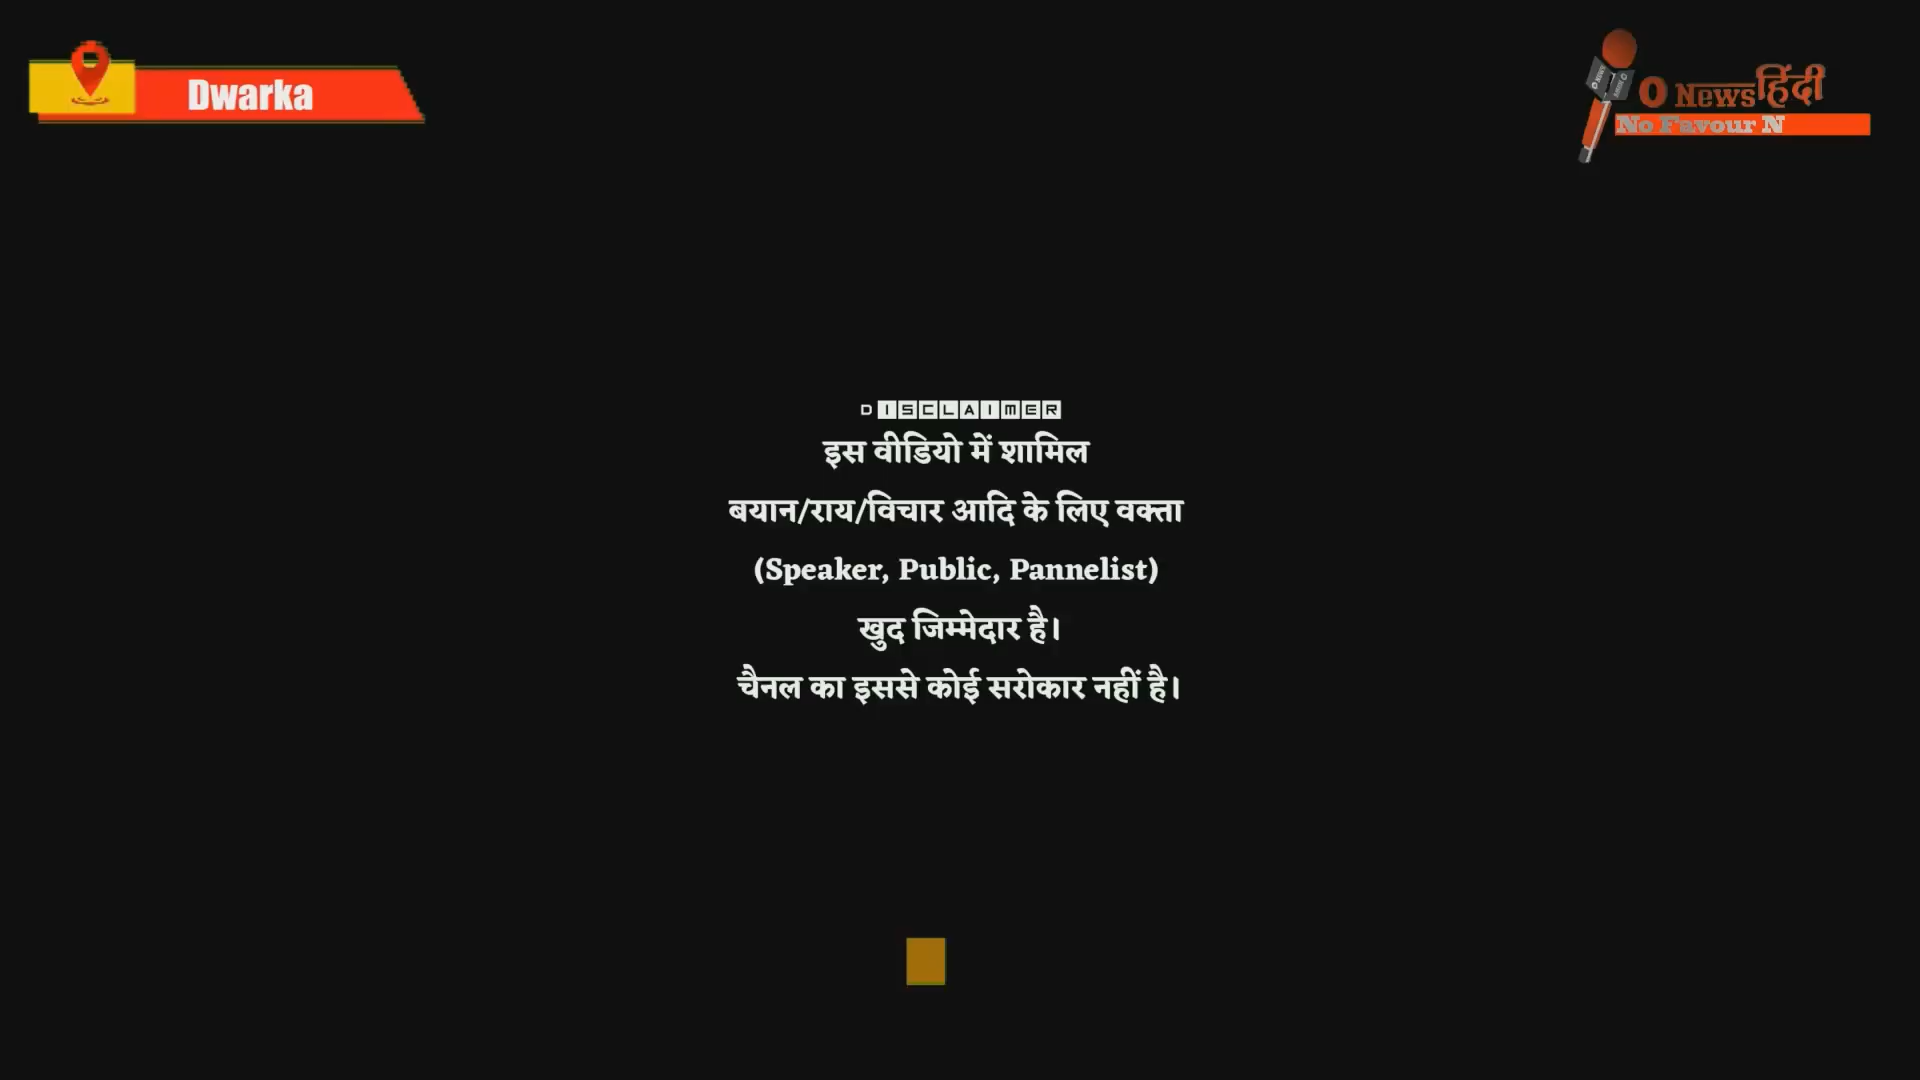 Dwarka
O NEWS हिंदी
No Favour N
DISCLAIMER
इस वीडियो में शामिल
बयान/राय/विचार आदि के लिए वक्ता
(Speaker, Public, Pannelist)
खुद जिम्मेदार है।
चैनल का इससे कोई सरोकार नहीं है।